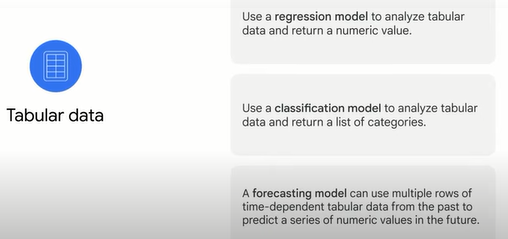 Use a regression model to analyze tabular
data and return a numeric value.
Tabular data
Use a classification model to analyze tabular
data and return a list of categories.
A forecasting model can use multiple rows of
time-dependent tabular data from the past to
predict a series of numeric values in the future.